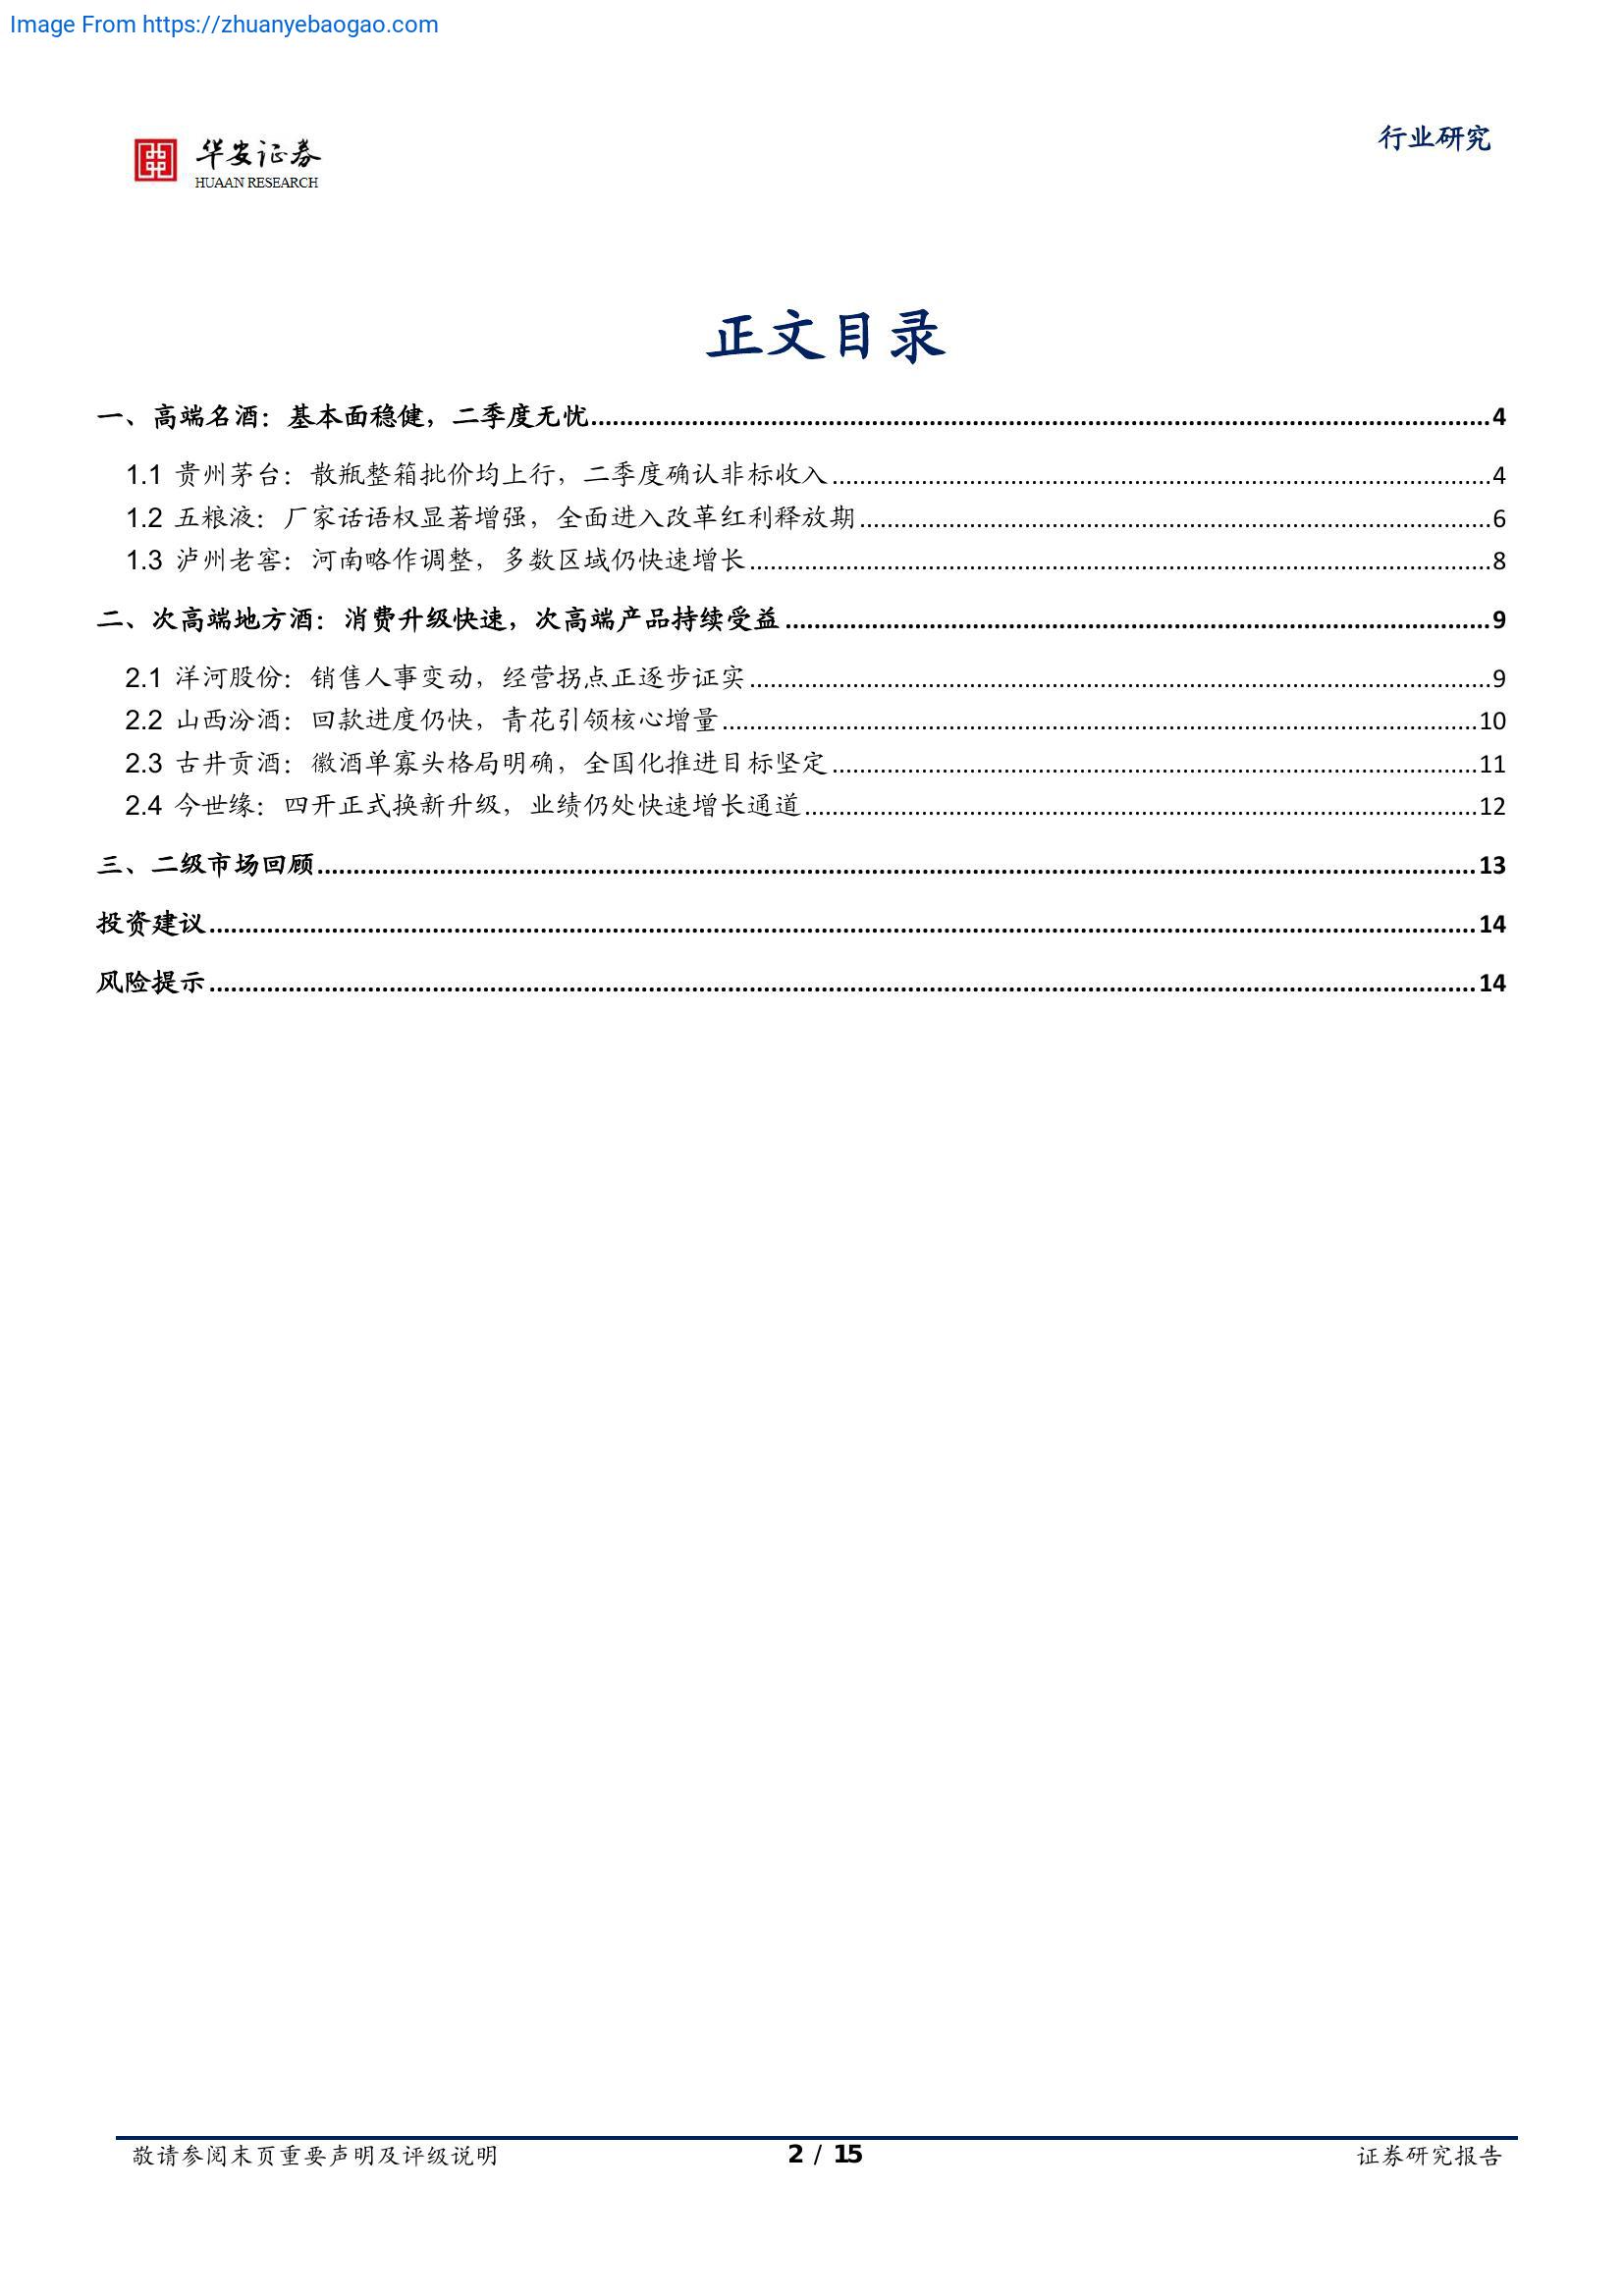 Image From https://zhuanyebaogao.com
华安证券
HUAAN RESEARCH
行业研究
正文目录
一、高端名酒：基本面稳健，二季度无忧....................4
1.1 贵州茅台：散瓶整箱批价均上行，二季度确认非标收入....................4
1.2 五粮液：厂家话语权显著增强，全面进入改革红利释放期....................6
1.3 泸州老窖：河南略作调整，多数区域仍快速增长....................8
二、次高端地方酒：消费升级快速，次高端产品持续受益....................9
2.1 洋河股份：销售人事变动，经营拐点正逐步证实....................9
2.2 山西汾酒：回款进度仍快，青花引领核心增量....................10
2.3 古井贡酒：徽酒单寡头格局明确，全国化推进目标坚定....................11
2.4 今世缘：四开正式换新升级，业绩仍处快速增长通道....................12
三、二级市场回顾....................13
投资建议....................14
风险提示....................14
敬请参阅末页重要声明及评级说明
2 / 15
证券研究报告